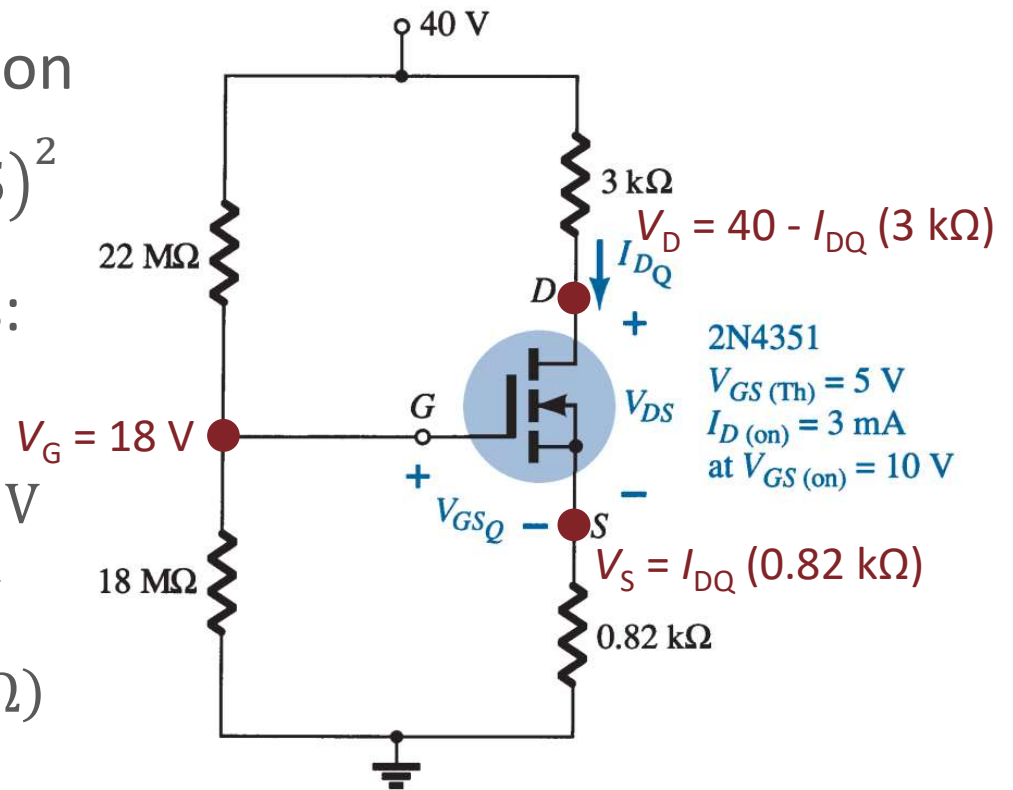 40 V
on
)²
3 kΩ
V_D = 40 - I_DQ (3 kΩ)
22 MΩ
I_DQ
:
D
+
2N4351
V_GS (Th) = 5 V
G
V_DS
I_D (on) = 3 mA
V_G = 18 V
at V_GS (on) = 10 V
+
V
–
V_GSQ –
S
18 MΩ
V_S = I_DQ (0.82 kΩ)
0.82 kΩ
Ω)